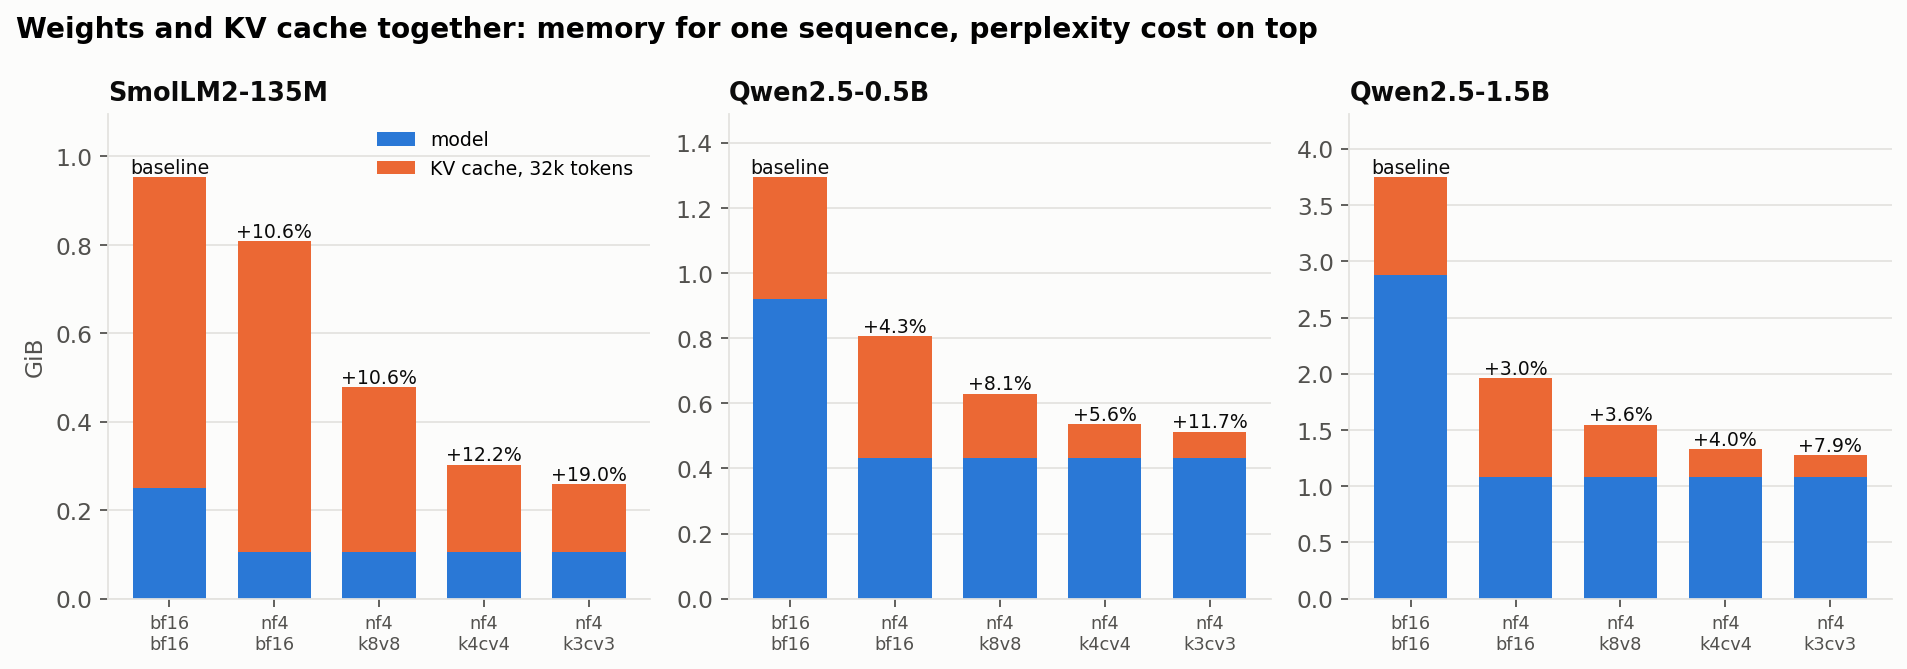 Weights and KV cache together: memory for one sequence, perplexity cost on top
SmolLM2-135M
GiB
1.0
0.8
0.6
0.4
0.2
0.0
model
KV cache, 32k tokens
baseline
+10.6%
+10.6%
+12.2%
+19.0%
bf16 nf4 nf4 nf4 nf4
bf16 bf16 k8v8 k4cv4 k3cv3
Qwen2.5-0.5B
1.4
1.2
1.0
0.8
0.6
0.4
0.2
0.0
baseline
+4.3%
+8.1%
+5.6%
+11.7%
bf16 nf4 nf4 nf4 nf4
bf16 bf16 k8v8 k4cv4 k3cv3
Qwen2.5-1.5B
4.0
3.5
3.0
2.5
2.0
1.5
1.0
0.5
0.0
baseline
+3.0%
+3.6%
+4.0%
+7.9%
bf16 nf4 nf4 nf4 nf4
bf16 bf16 k8v8 k4cv4 k3cv3